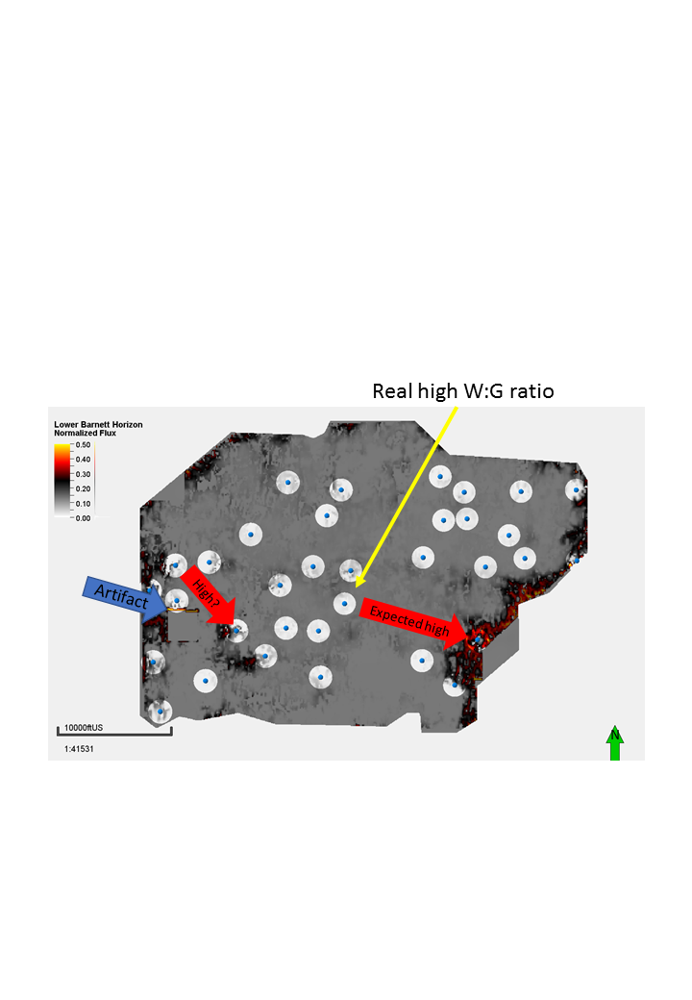 Real high W:G ratio
Lower Barnett Horizon
Normalized Flux
0.50
0.40
0.30
0.20
0.10
0.00
Artifact
High?
Expected high
10000ftUS
1:41531
N